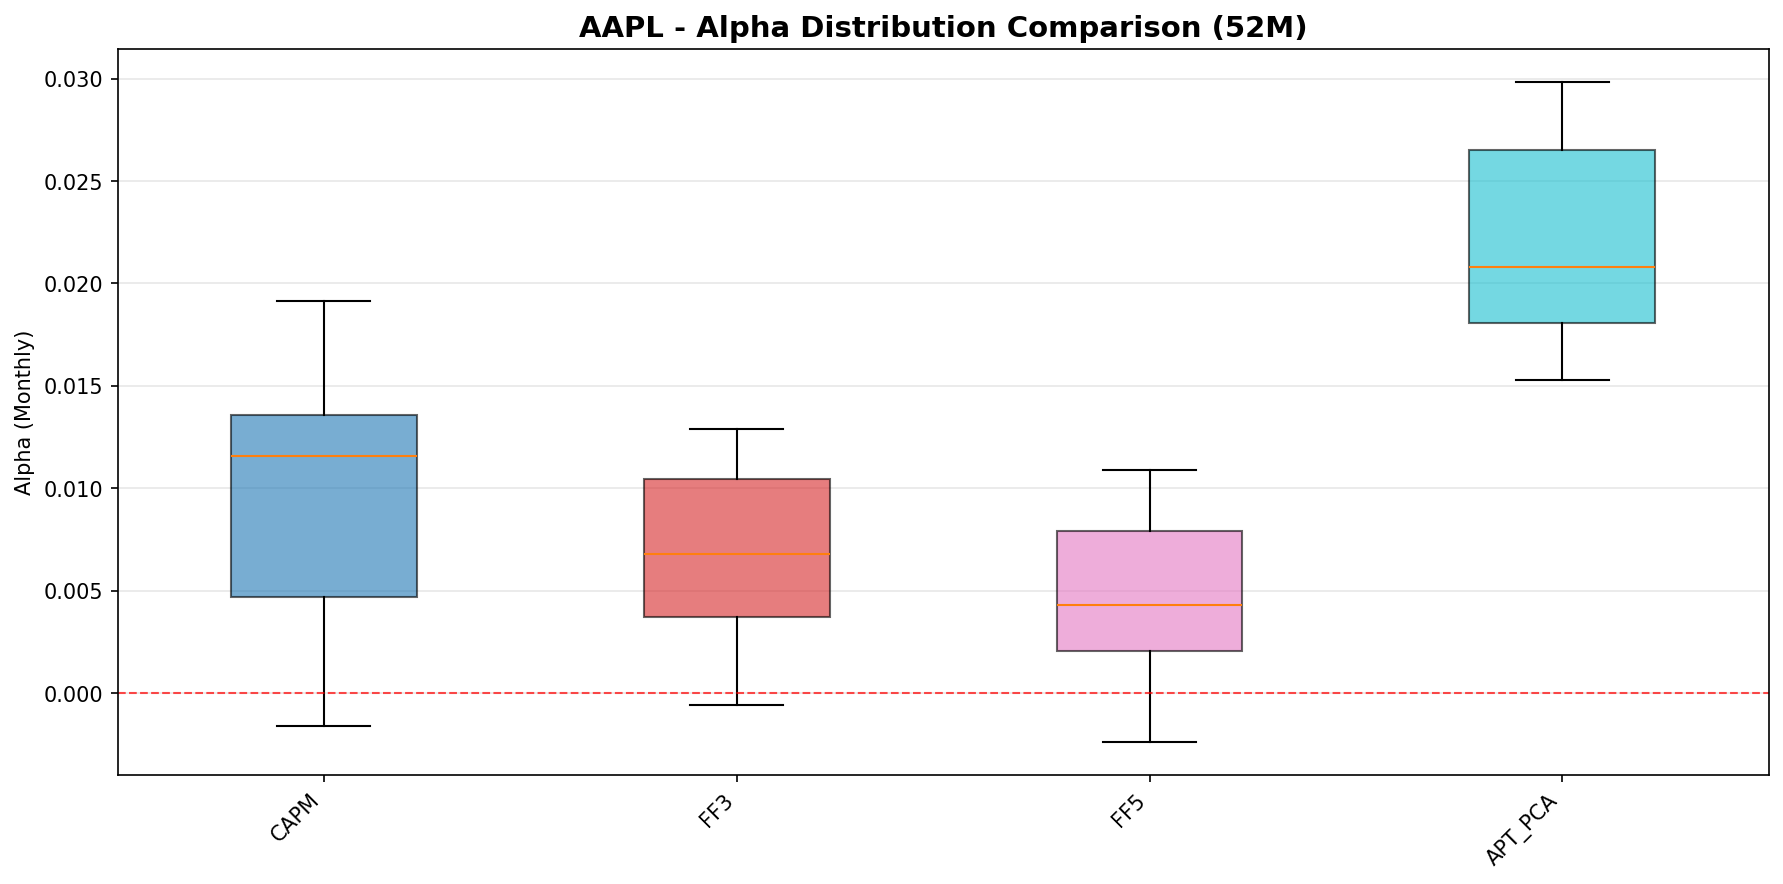 AAPL - Alpha Distribution Comparison (52M)
Alpha (Monthly)
0.030
0.025
0.020
0.015
0.010
0.005
0.000
CAPM
FF3
FF5
APT_PCA